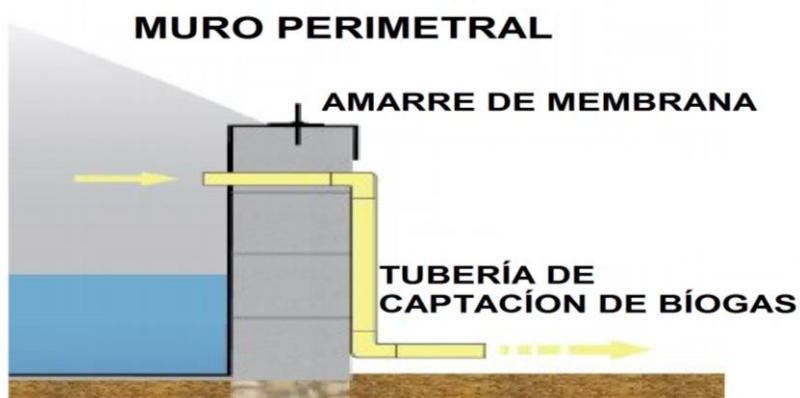 MURO PERIMETRAL
AMARRE DE MEMBRANA
TUBERÍA DE
CAPTACÍON DE BÍOGAS